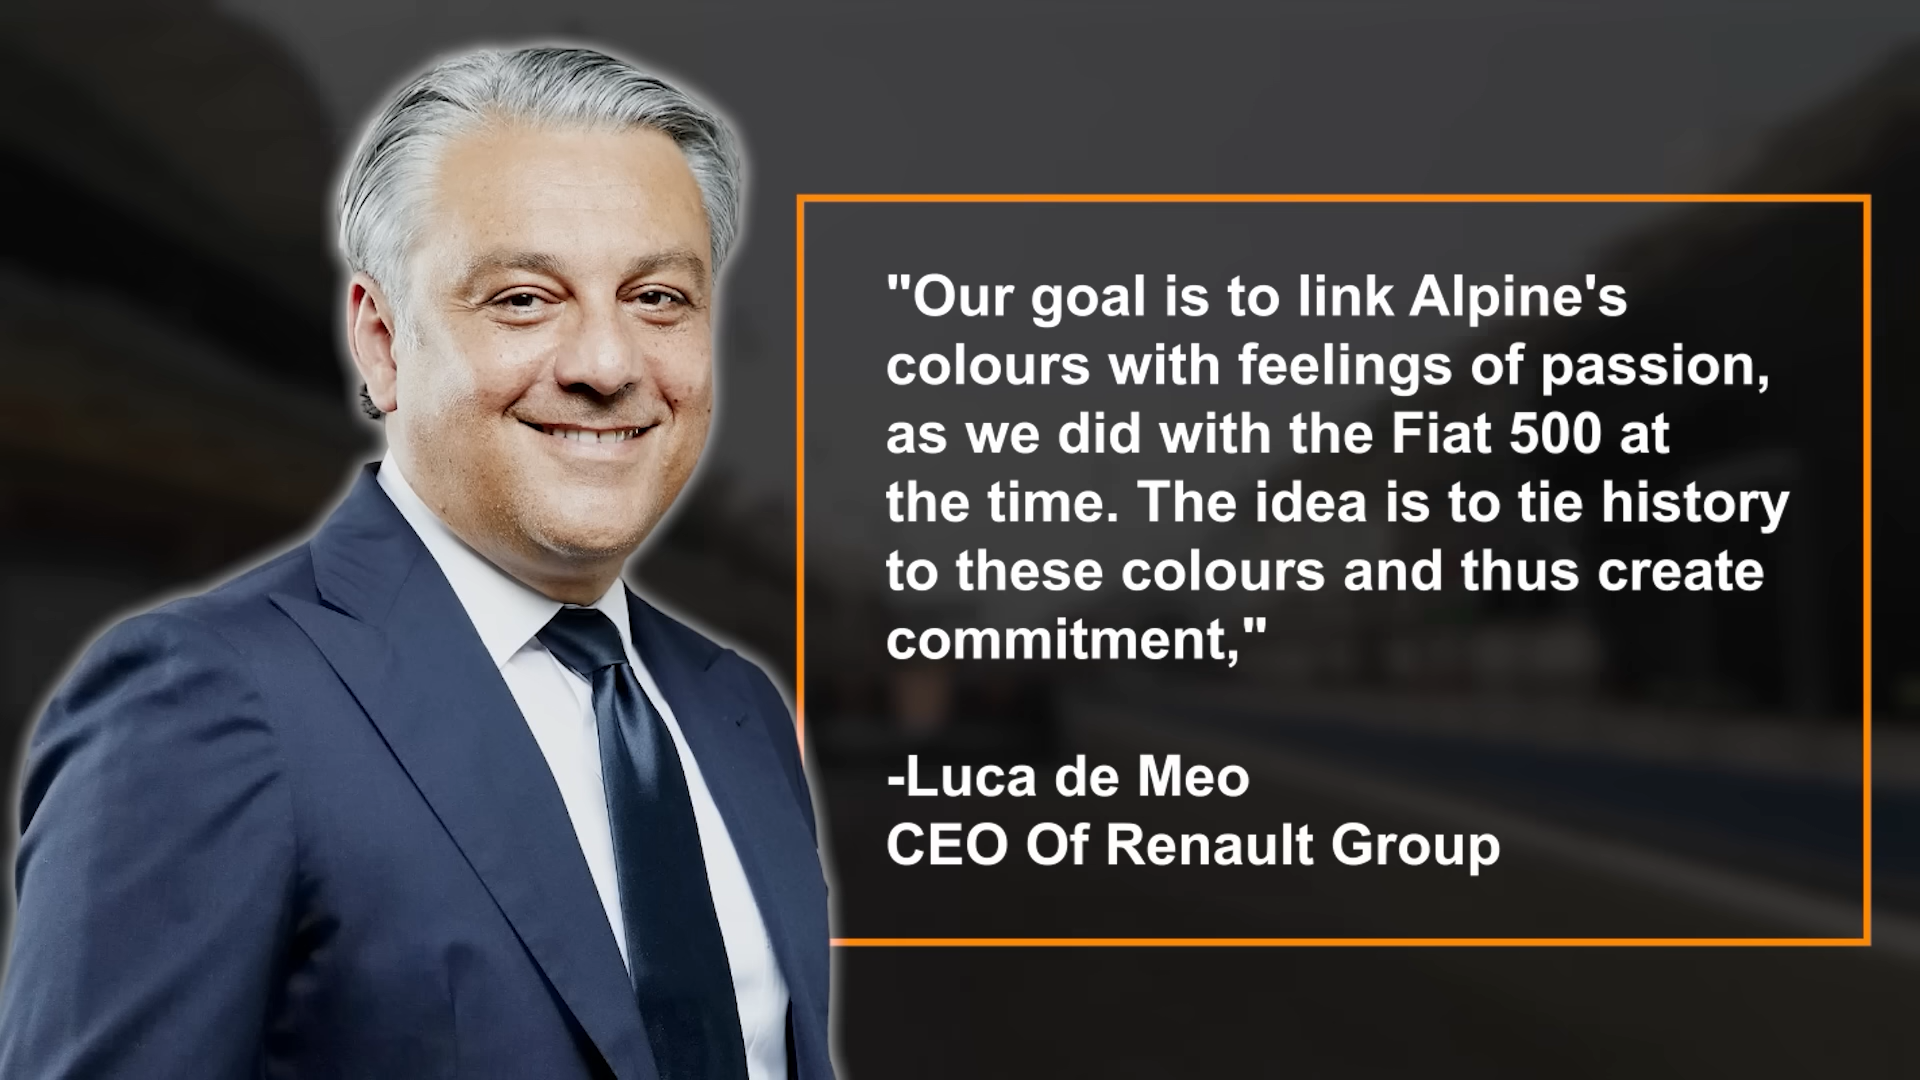 "Our goal is to link Alpine's
colours with feelings of passion,
as we did with the Fiat 500 at
the time. The idea is to tie history
to these colours and thus create
commitment,"
-Luca de Meo
CEO Of Renault Group